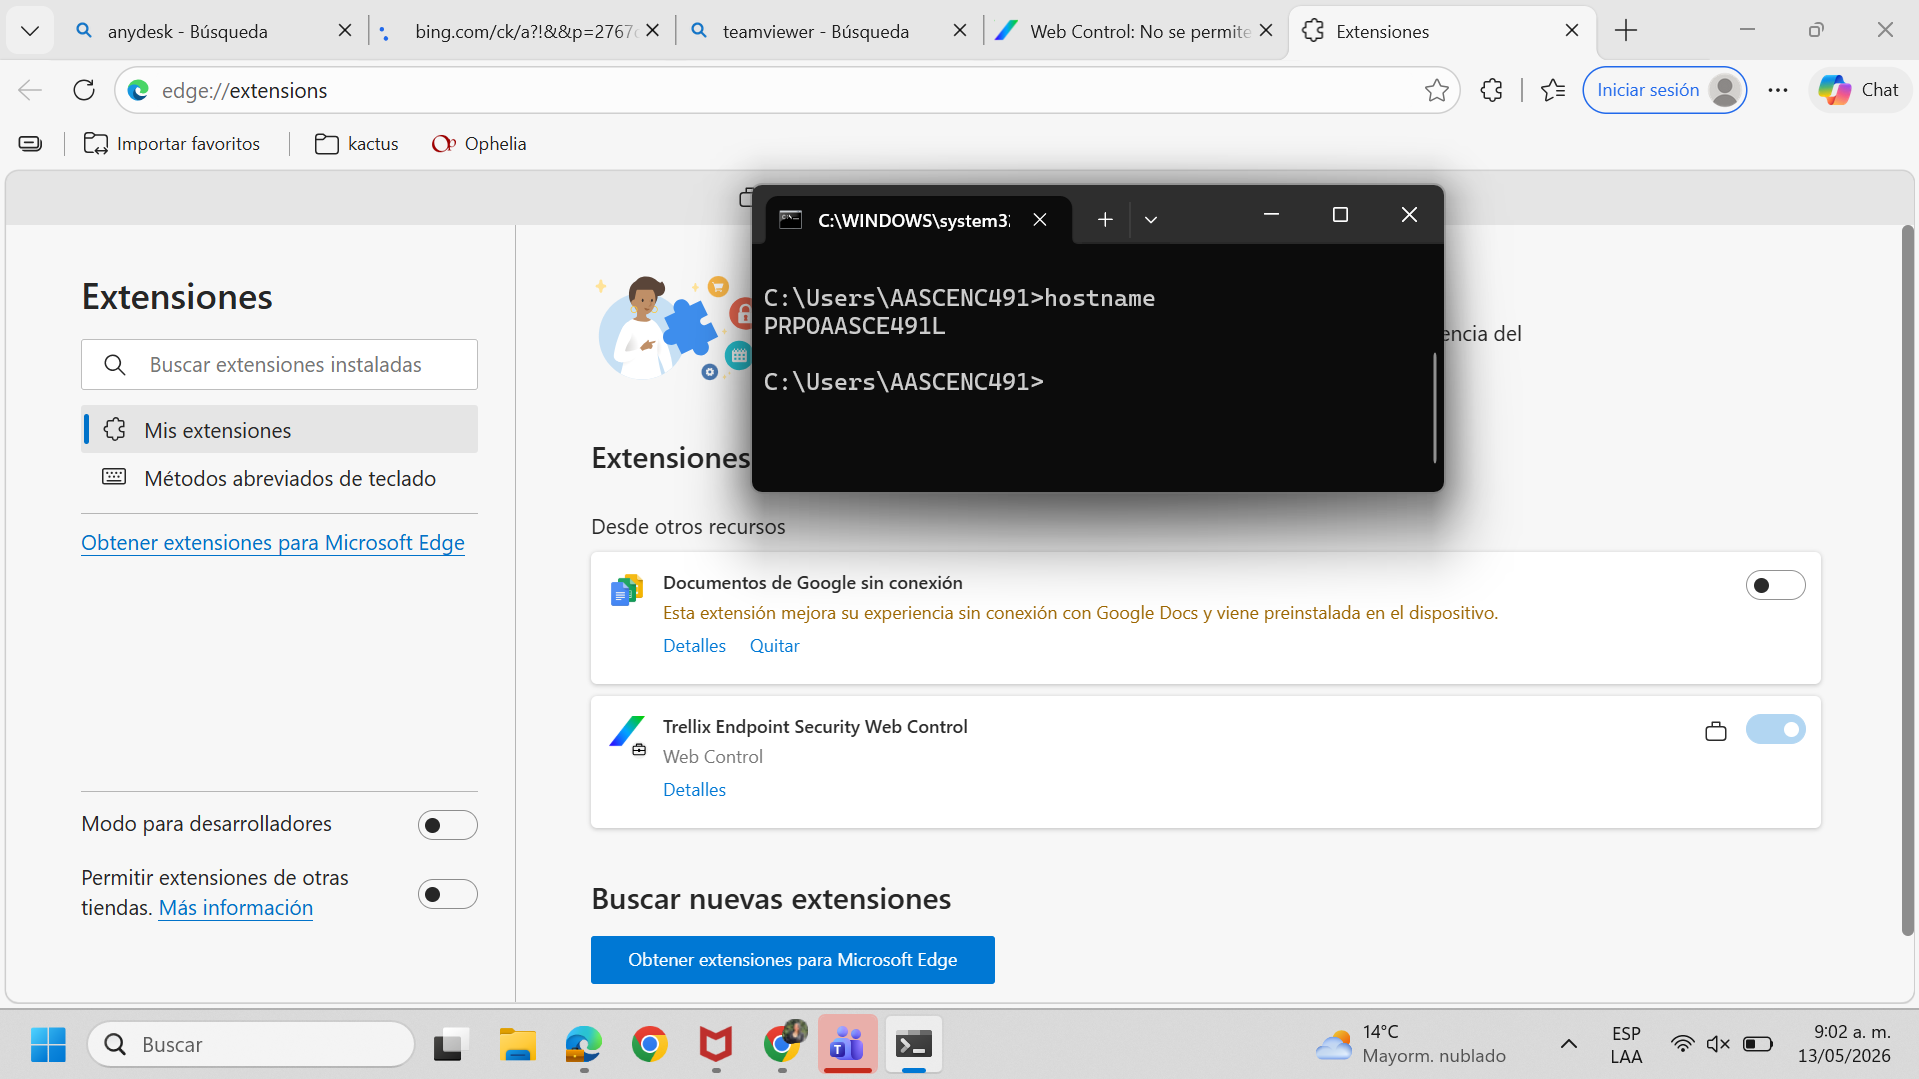 anydesk - Búsqueda
bing.com/ck/a?!&&p=2767c
teamviewer - Búsqueda
Web Control: No se permite
Extensiones
edge://extensions
Iniciar sesión
Chat
Importar favoritos
kactus
Ophelia
C:\WINDOWS\system32
C:\Users\AASCENC491>hostname
PRPOAASCE491L
C:\Users\AASCENC491>
Extensiones
Buscar extensiones instaladas
Mis extensiones
Métodos abreviados de teclado
Obtener extensiones para Microsoft Edge
Modo para desarrolladores
Permitir extensiones de otras
tiendas. Más información
encia del
Extensiones
Desde otros recursos
Documentos de Google sin conexión
Esta extensión mejora su experiencia sin conexión con Google Docs y viene preinstalada en el dispositivo.
Detalles Quitar
Trellix Endpoint Security Web Control
Web Control
Detalles
Buscar nuevas extensiones
Obtener extensiones para Microsoft Edge
Buscar
14°C
Mayorm. nublado
ESP
LAA
9:02 a. m.
13/05/2026